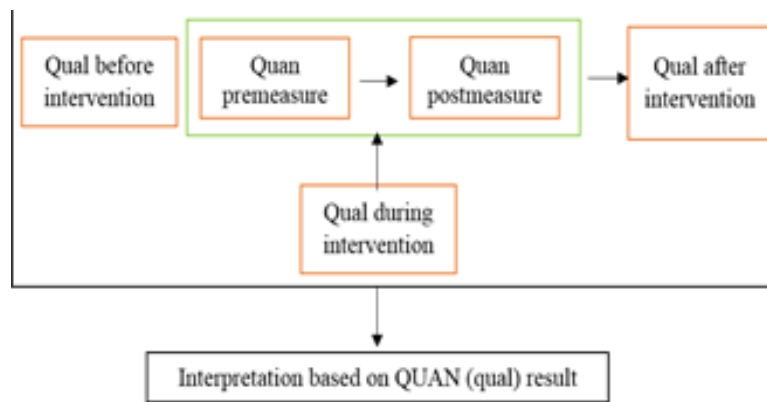 Qual before
intervention
Quan
premeasure
Quan
postmeasure
Qual after
intervention
Qual during
intervention
Interpretation based on QUAN (qual) result